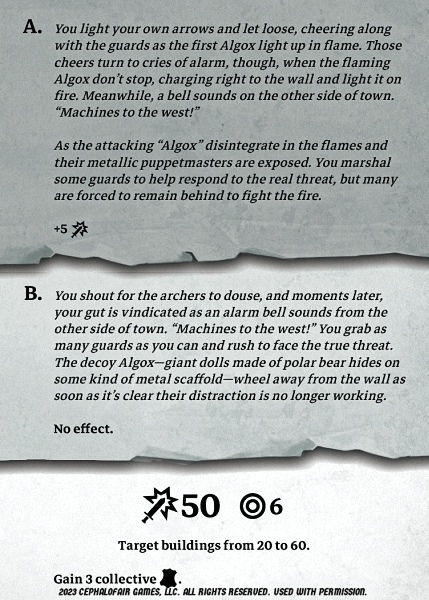 A. You light your own arrows and let loose, cheering along
with the guards as the first Algox light up in flame. Those
cheers turn to cries of alarm, though, when the flaming
Algox don't stop, charging right to the wall and light it on
fire. Meanwhile, a bell sounds on the other side of town.
"Machines to the west!"
As the attacking "Algox" disintegrate in the flames and
their metallic puppetmasters are exposed. You marshal
some guards to help respond to the real threat, but many
are forced to remain behind to fight the fire.
+5
B. You shout for the archers to douse, and moments later,
your gut is vindicated as an alarm bell sounds from the
other side of town. "Machines to the west!" You grab as
many guards as you can and rush to face the true threat.
The decoy Algox—giant dolls made of polar bear hides on
some kind of metal scaffold—wheel away from the wall as
soon as it's clear their distraction is no longer working.
No effect.
50 6
Target buildings from 20 to 60.
Gain 3 collective .
2023 CEPHALOFAIR GAMES, LLC. ALL RIGHTS RESERVED. USED WITH PERMISSION.